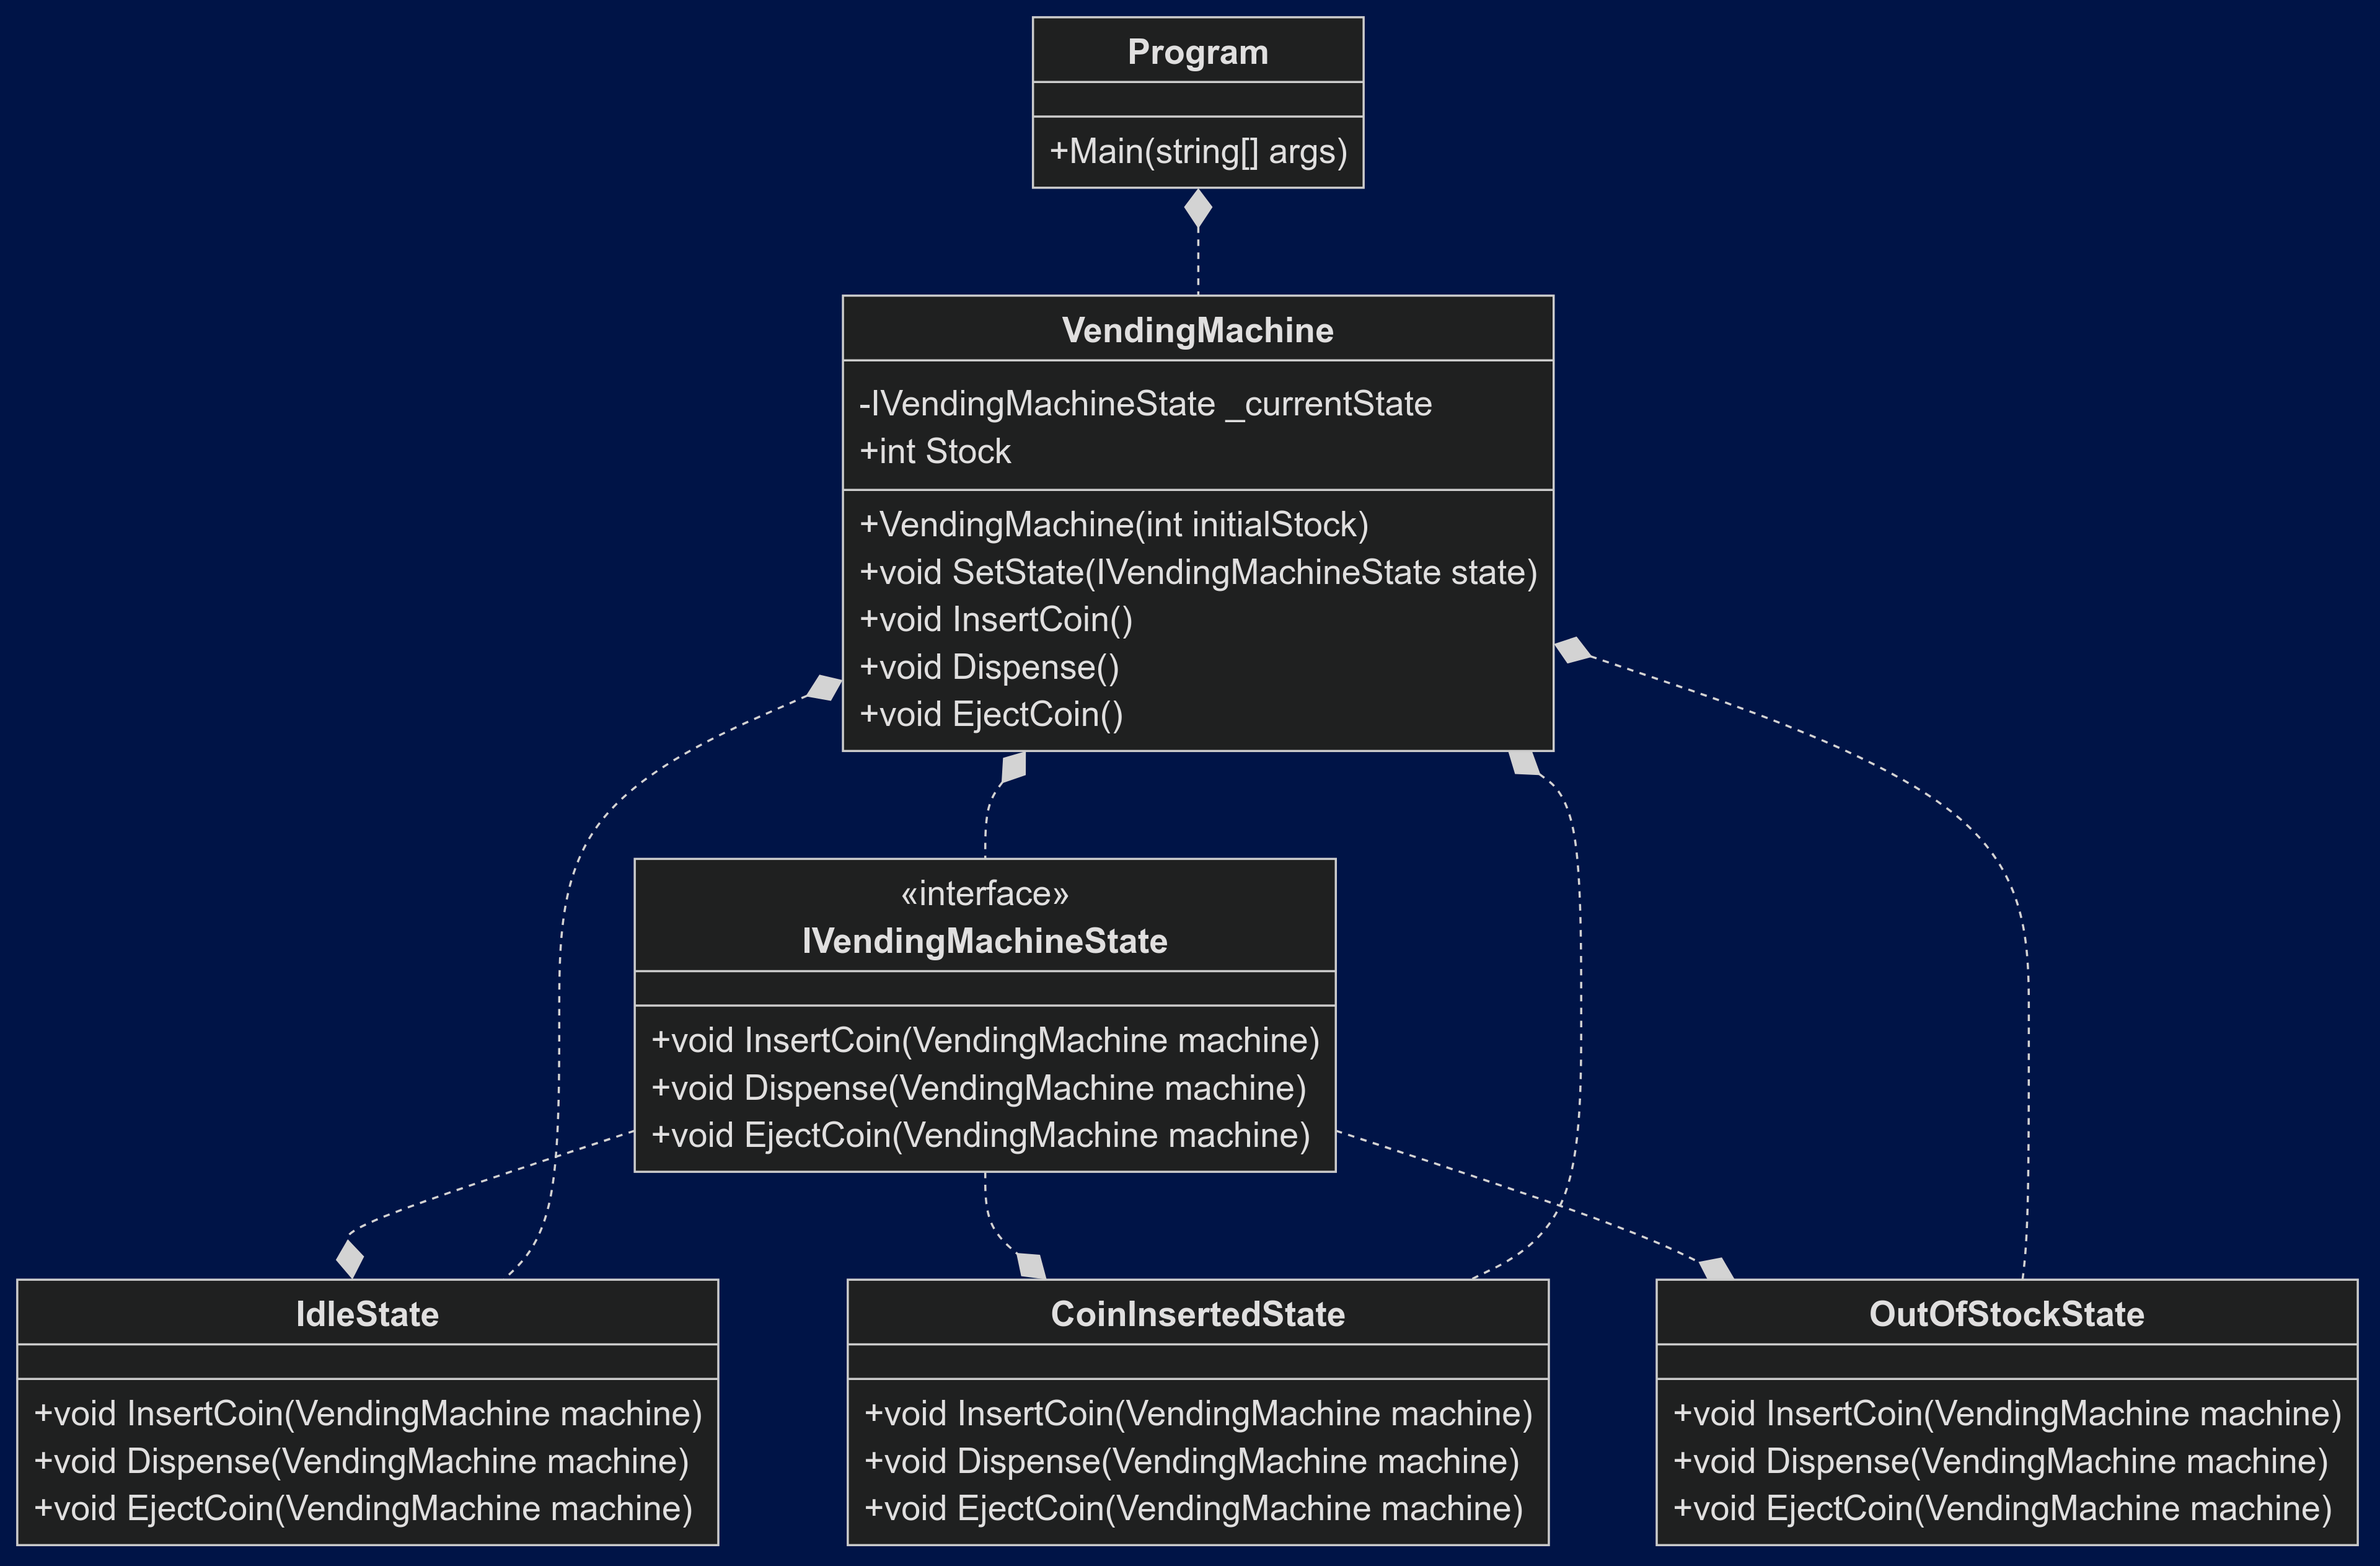 Program
+Main(string[] args)
VendingMachine
-IVendingMachineState _currentState
+int Stock
+VendingMachine(int initialStock)
+void SetState(IVendingMachineState state)
+void InsertCoin()
+void Dispense()
+void EjectCoin()
«interface»
IVendingMachineState
+void InsertCoin(VendingMachine machine)
+void Dispense(VendingMachine machine)
+void EjectCoin(VendingMachine machine)
IdleState
+void InsertCoin(VendingMachine machine)
+void Dispense(VendingMachine machine)
+void EjectCoin(VendingMachine machine)
CoinInsertedState
+void InsertCoin(VendingMachine machine)
+void Dispense(VendingMachine machine)
+void EjectCoin(VendingMachine machine)
OutOfStockState
+void InsertCoin(VendingMachine machine)
+void Dispense(VendingMachine machine)
+void EjectCoin(VendingMachine machine)